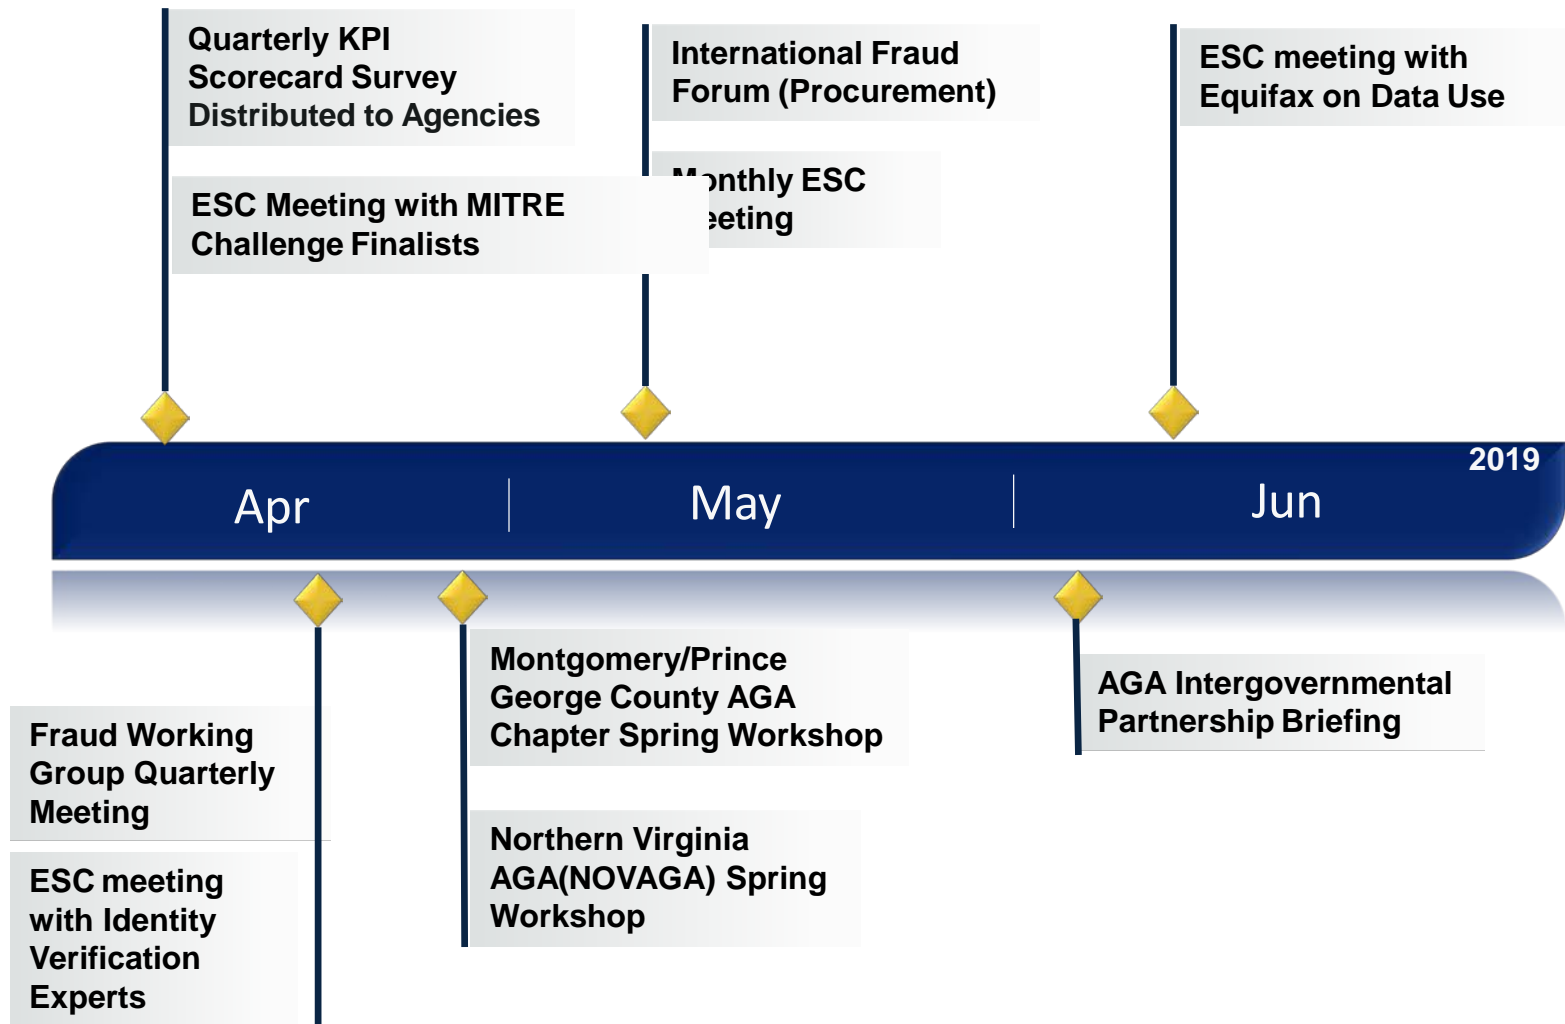 Quarterly KPI
Scorecard Survey
Distributed to Agencies
ESC Meeting with MITRE
Challenge Finalists
International Fraud
Forum (Procurement)
Monthly ESC
Meeting
ESC meeting with
Equifax on Data Use
2019
Apr
May
Jun
Fraud Working
Group Quarterly
Meeting
ESC meeting
with Identity
Verification
Experts
Montgomery/Prince
George County AGA
Chapter Spring Workshop
Northern Virginia
AGA(NOVAGA) Spring
Workshop
AGA Intergovernmental
Partnership Briefing